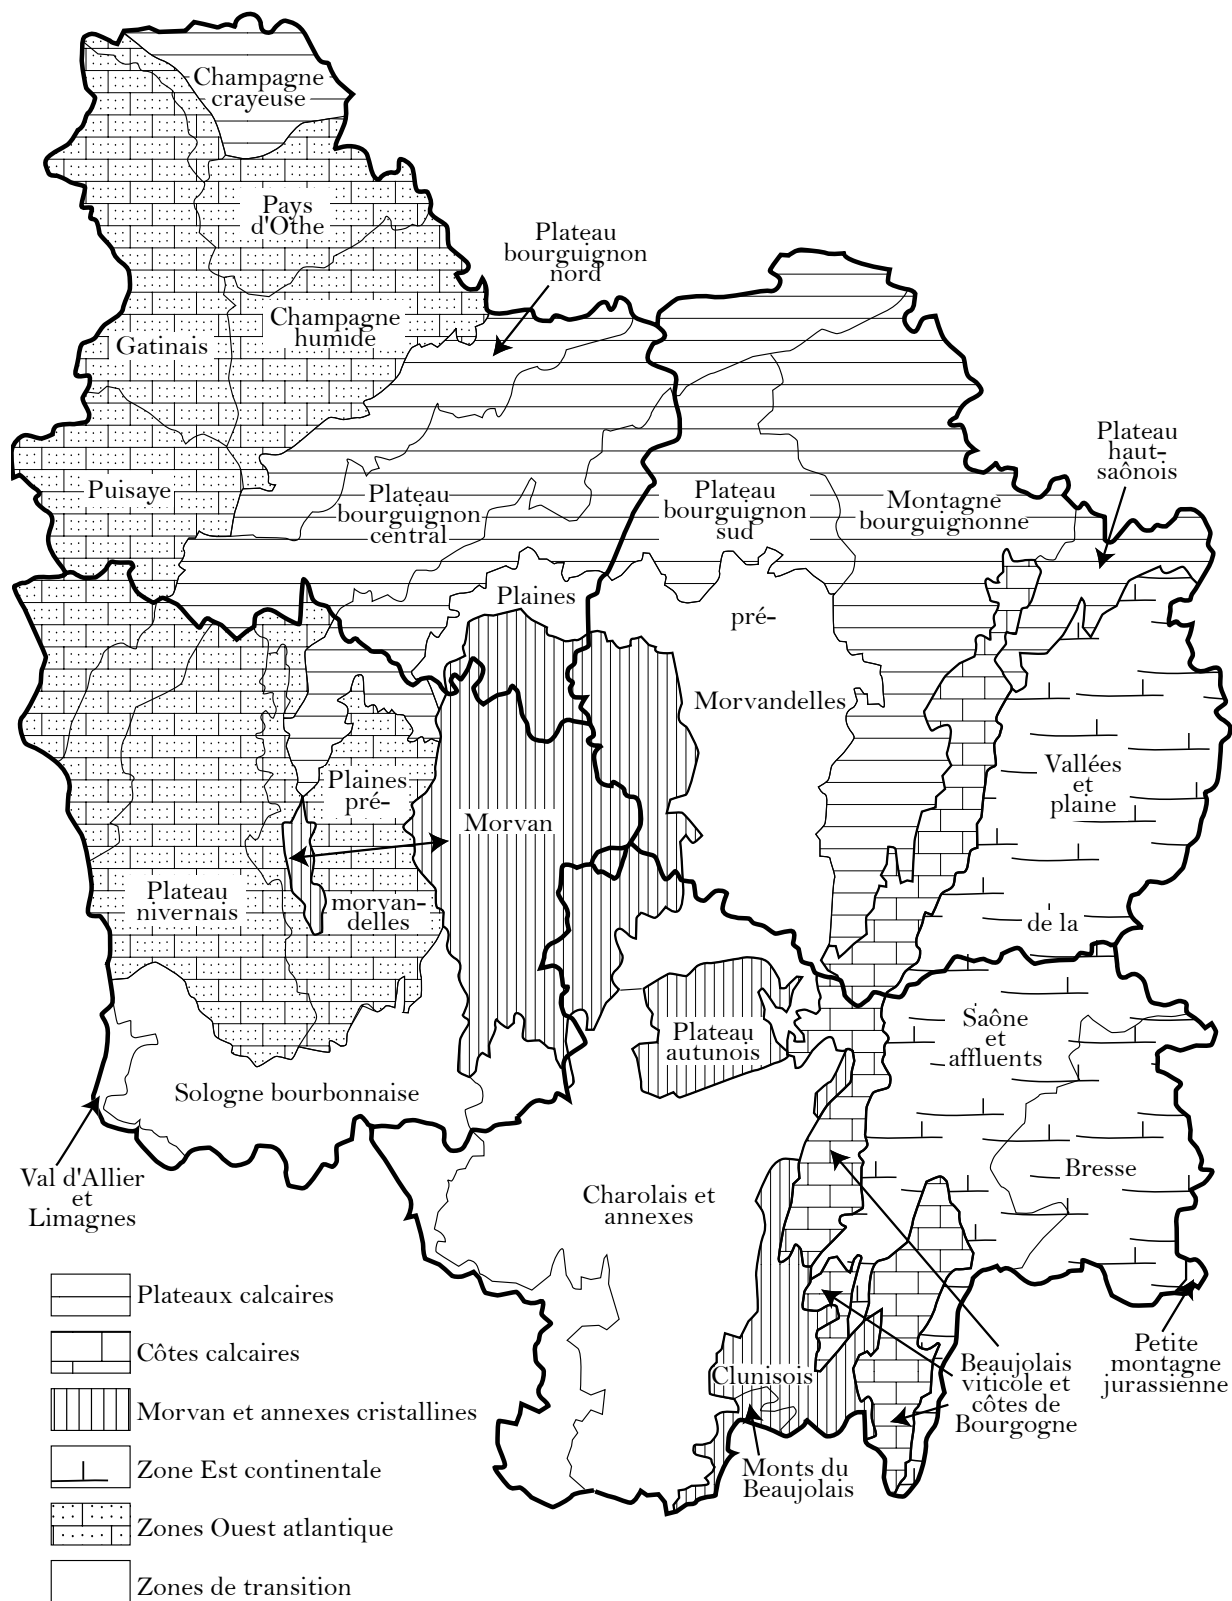 Champagne
crayeuse
Pays
d'Othe
Plateau
bourguignon
nord
Champagne
humide
Gatinais
Plateau
haut-
saônois
Puisaye
Plateau
bourguignon
central
Plateau
bourguignon
sud
Montagne
bourguignonne
Plaines
pré-
Morvandelles
Plaines
pré-
morvan-
delles
Morvan
Vallées
et
plaine
de la
Plateau
nivernais
Saône
et
affluents
Plateau
autunois
Sologne bourbonnaise
Val d'Allier
et
Limagnes
Charolais et
annexes
Bresse
Petite
montagne
jurassienne
Beaujolais
viticole et
côtes de
Bourgogne
Clunisois
Monts du
Beaujolais
Plateaux calcaires
Côtes calcaires
Morvan et annexes cristallines
Zone Est continentale
Zones Ouest atlantique
Zones de transition